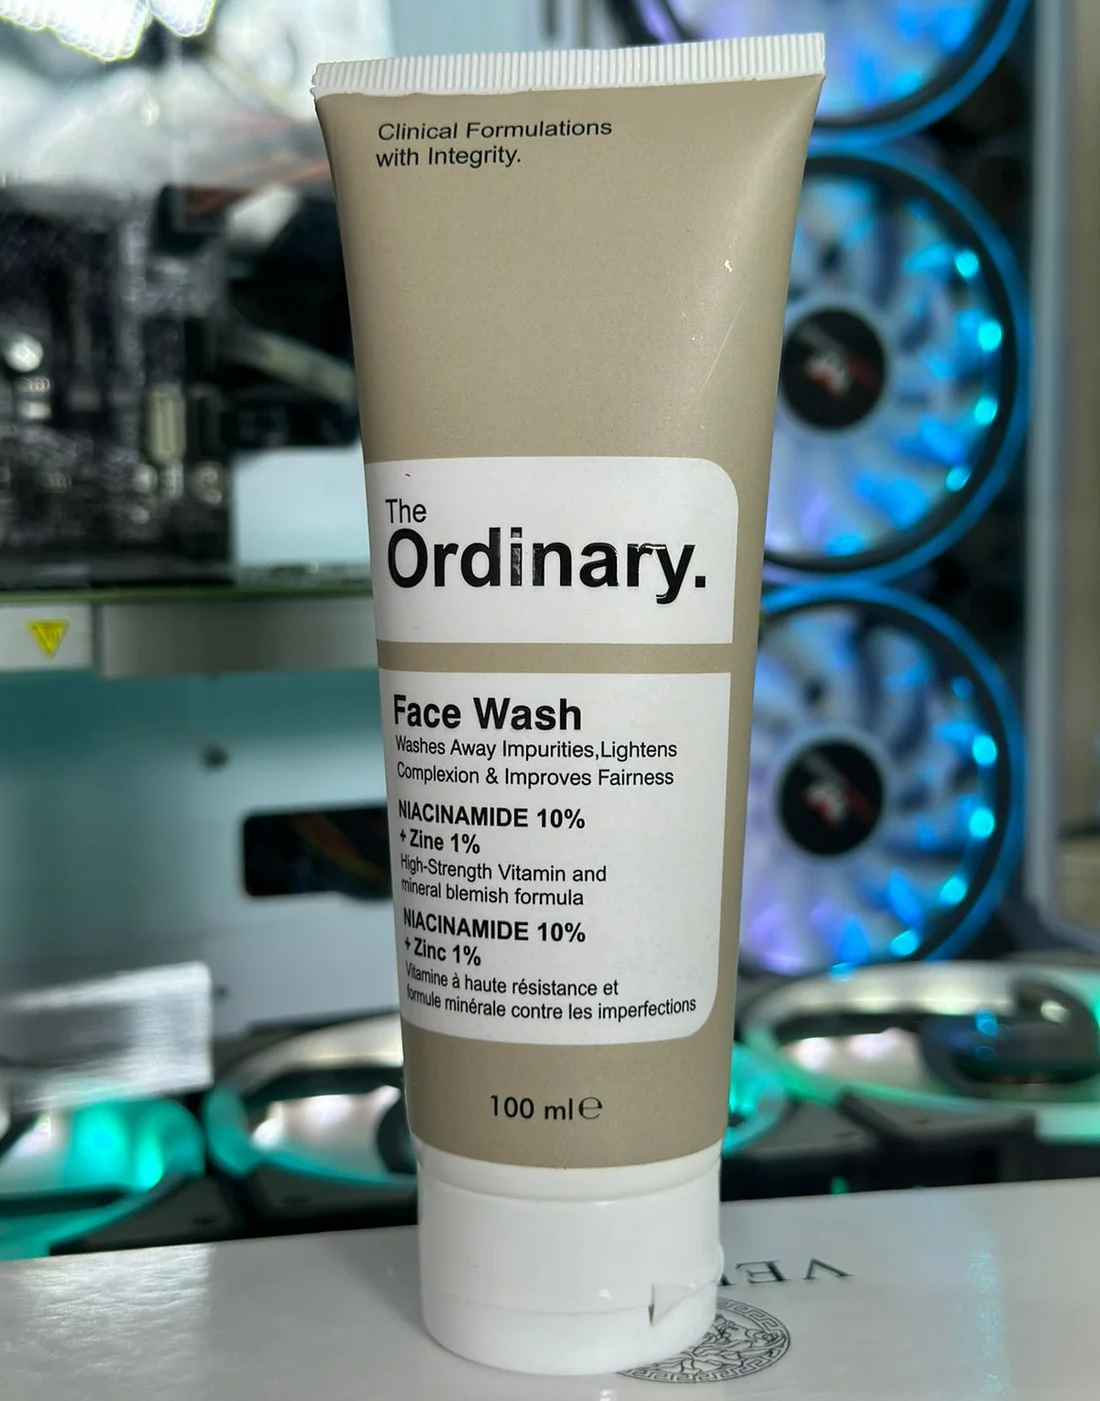 Clinical Formulations
with Integrity.
The
Ordinary.
Face Wash
Washes Away Impurities,Lightens
Complexion & Improves Fairness
NIACINAMIDE 10%
+ Zine 1%
High-Strength Vitamin and
mineral blemish formula
NIACINAMIDE 10%
+ Zinc 1%
Vitamine à haute résistance et
formule minérale contre les imperfections
100 ml ℮